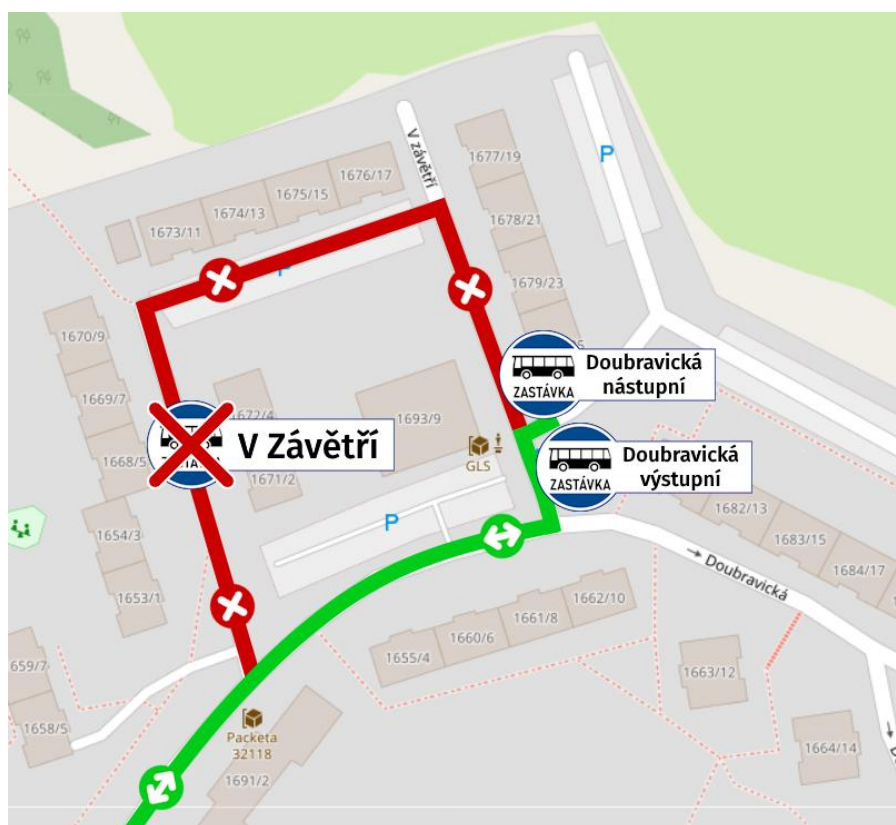 V závětří
1677/19
P
1676/17
1675/15
1674/13
1673/11
1678/21
1679/23
P
1670/9
1669/7
1672/4
1693/9
ZASTÁVKA
Doubravická
nástupní
1668/5
V Závětří
GLS
ZASTÁVKA
Doubravická
výstupní
1671/2
P
1654/3
1682/13
1683/15
1684/17
→ Doubravická
1653/1
1662/10
1661/8
1660/6
1655/4
659/7
1663/12
1658/5
Packeta
32118
1664/14
1691/2